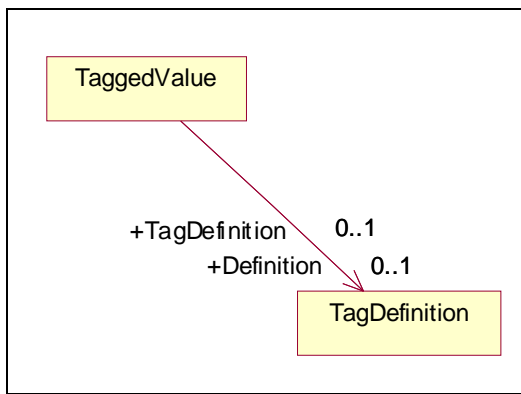 TaggedValue
+TagDefinition 0..1
+Definition 0..1
TagDefinition